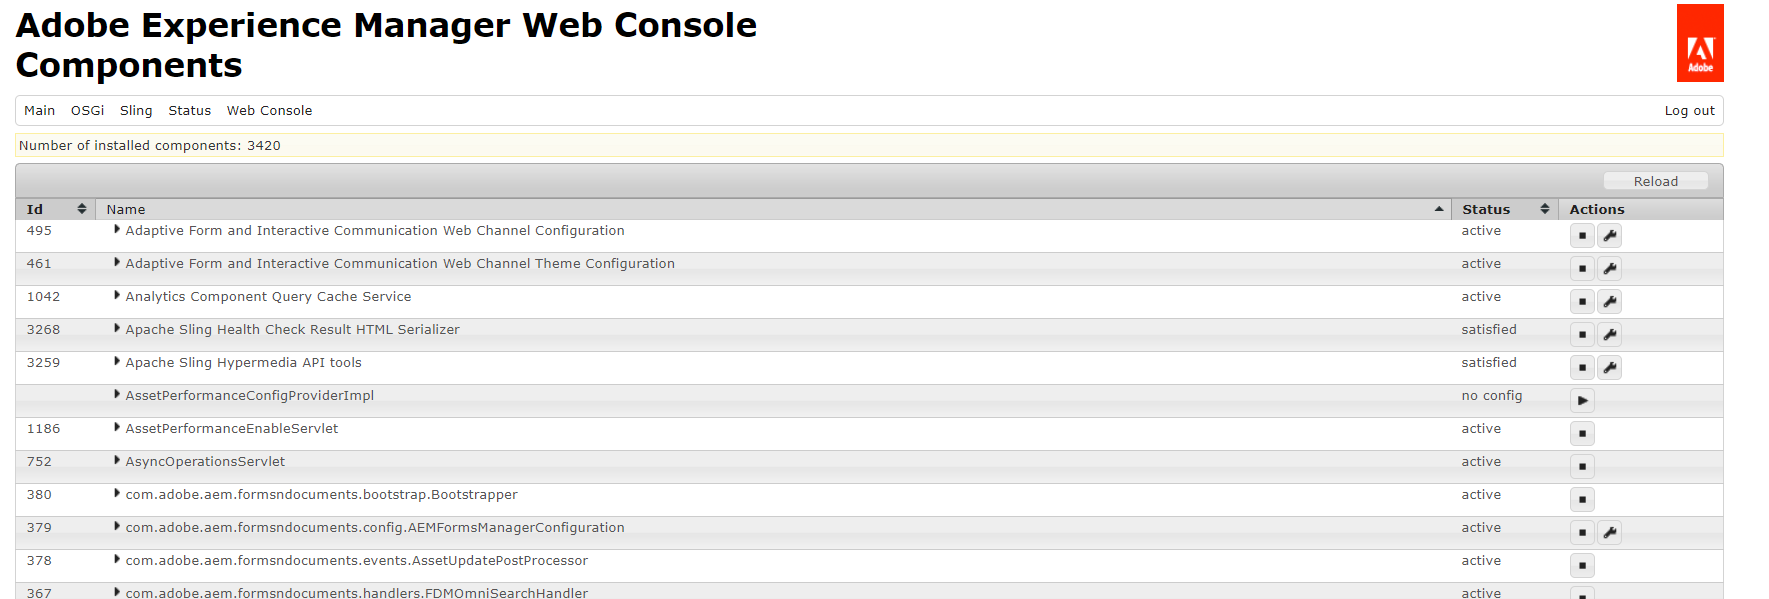 Adobe Experience Manager Web Console
Components
Adobe
Main OSGi Sling Status Web Console Log out
Number of installed components: 3420
Reload
Id Name Status Actions
495 Adaptive Form and Interactive Communication Web Channel Configuration active
461 Adaptive Form and Interactive Communication Web Channel Theme Configuration active
1042 Analytics Component Query Cache Service active
3268 Apache Sling Health Check Result HTML Serializer satisfied
3259 Apache Sling Hypermedia API tools satisfied
AssetPerformanceConfigProviderImpl no config
1186 AssetPerformanceEnableServlet active
752 AsyncOperationsServlet active
380 com.adobe.aem.formsndocuments.bootstrap.Bootstrapper active
379 com.adobe.aem.formsndocuments.config.AEMFormsManagerConfiguration active
378 com.adobe.aem.formsndocuments.events.AssetUpdatePostProcessor active
367 com.adobe.aem.formsndocuments.handlers.FDMOmniSearchHandler active